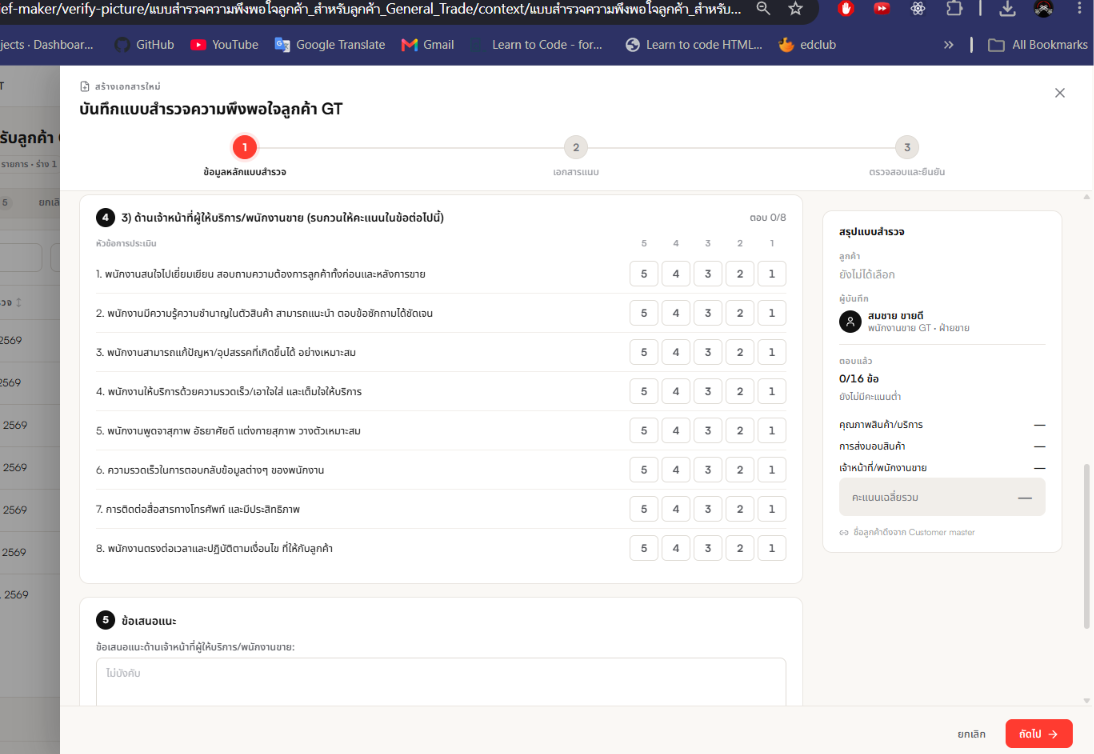 ef-maker/verify-picture/แบบสำรวจความพึงพอใจลูกค้า_สำหรับลูกค้า_General_Trade/context/แบบสำรวจความพึงพอใจลูกค้า_สำหรับ...
jects - Dashboar... GitHub YouTube Google Translate Gmail Learn to Code - for... Learn to code HTML... edclub » All Bookmarks
สร้างเอกสารใหม่
บันทึกแบบสำรวจความพึงพอใจลูกค้า GT
รับลูกค้า
รายการ • ร่าง 1
5 ยกเลิ
วจ
2569
2569
2569
2569
2569
2569
2569
1 2 3
ข้อมูลหลักแบบสำรวจ เอกสารแนบ ตรวจสอบและยืนยัน
4 3) ด้านเจ้าหน้าที่ผู้ให้บริการ/พนักงานขาย (รบกวนให้คะแนนในข้อต่อไปนี้) ตอบ 0/8
หัวข้อการประเมิน 5 4 3 2 1
1. พนักงานสนใจไปเยี่ยมเยียน สอบถามความต้องการลูกค้าทั้งก่อนและหลังการขาย 5 4 3 2 1
2. พนักงานมีความรู้ความชำนาญในตัวสินค้า สามารถแนะนำ ตอบข้อซักถามได้ชัดเจน 5 4 3 2 1
3. พนักงานสามารถแก้ปัญหา/อุปสรรคที่เกิดขึ้นได้ อย่างเหมาะสม 5 4 3 2 1
4. พนักงานให้บริการด้วยความรวดเร็ว/เอาใจใส่ และเต็มใจให้บริการ 5 4 3 2 1
5. พนักงานพูดจาสุภาพ อัธยาศัยดี แต่งกายสุภาพ วางตัวเหมาะสม 5 4 3 2 1
6. ความรวดเร็วในการตอบกลับข้อมูลต่างๆ ของพนักงาน 5 4 3 2 1
7. การติดต่อสื่อสารทางโทรศัพท์ และมีประสิทธิภาพ 5 4 3 2 1
8. พนักงานตรงต่อเวลาและปฏิบัติตามเงื่อนไข ที่ให้กับลูกค้า 5 4 3 2 1
5 ข้อเสนอแนะ
ข้อเสนอแนะด้านเจ้าหน้าที่ผู้ให้บริการ/พนักงานขาย:
ไม่บังคับ
สรุปแบบสำรวจ
ลูกค้า
ยังไม่ได้เลือก
ผู้บันทึก
สมชาย ขายดี
พนักงานขาย GT • ฝ่ายขาย
ตอบแล้ว
0/16 ข้อ
ยังไม่มีคะแนนต่ำ
คุณภาพสินค้า/บริการ —
การส่งมอบสินค้า —
เจ้าหน้าที่/พนักงานขาย —
คะแนนเฉลี่ยรวม —
ชื่อลูกค้าดึงจาก Customer master
ยกเลิก ถัดไป →